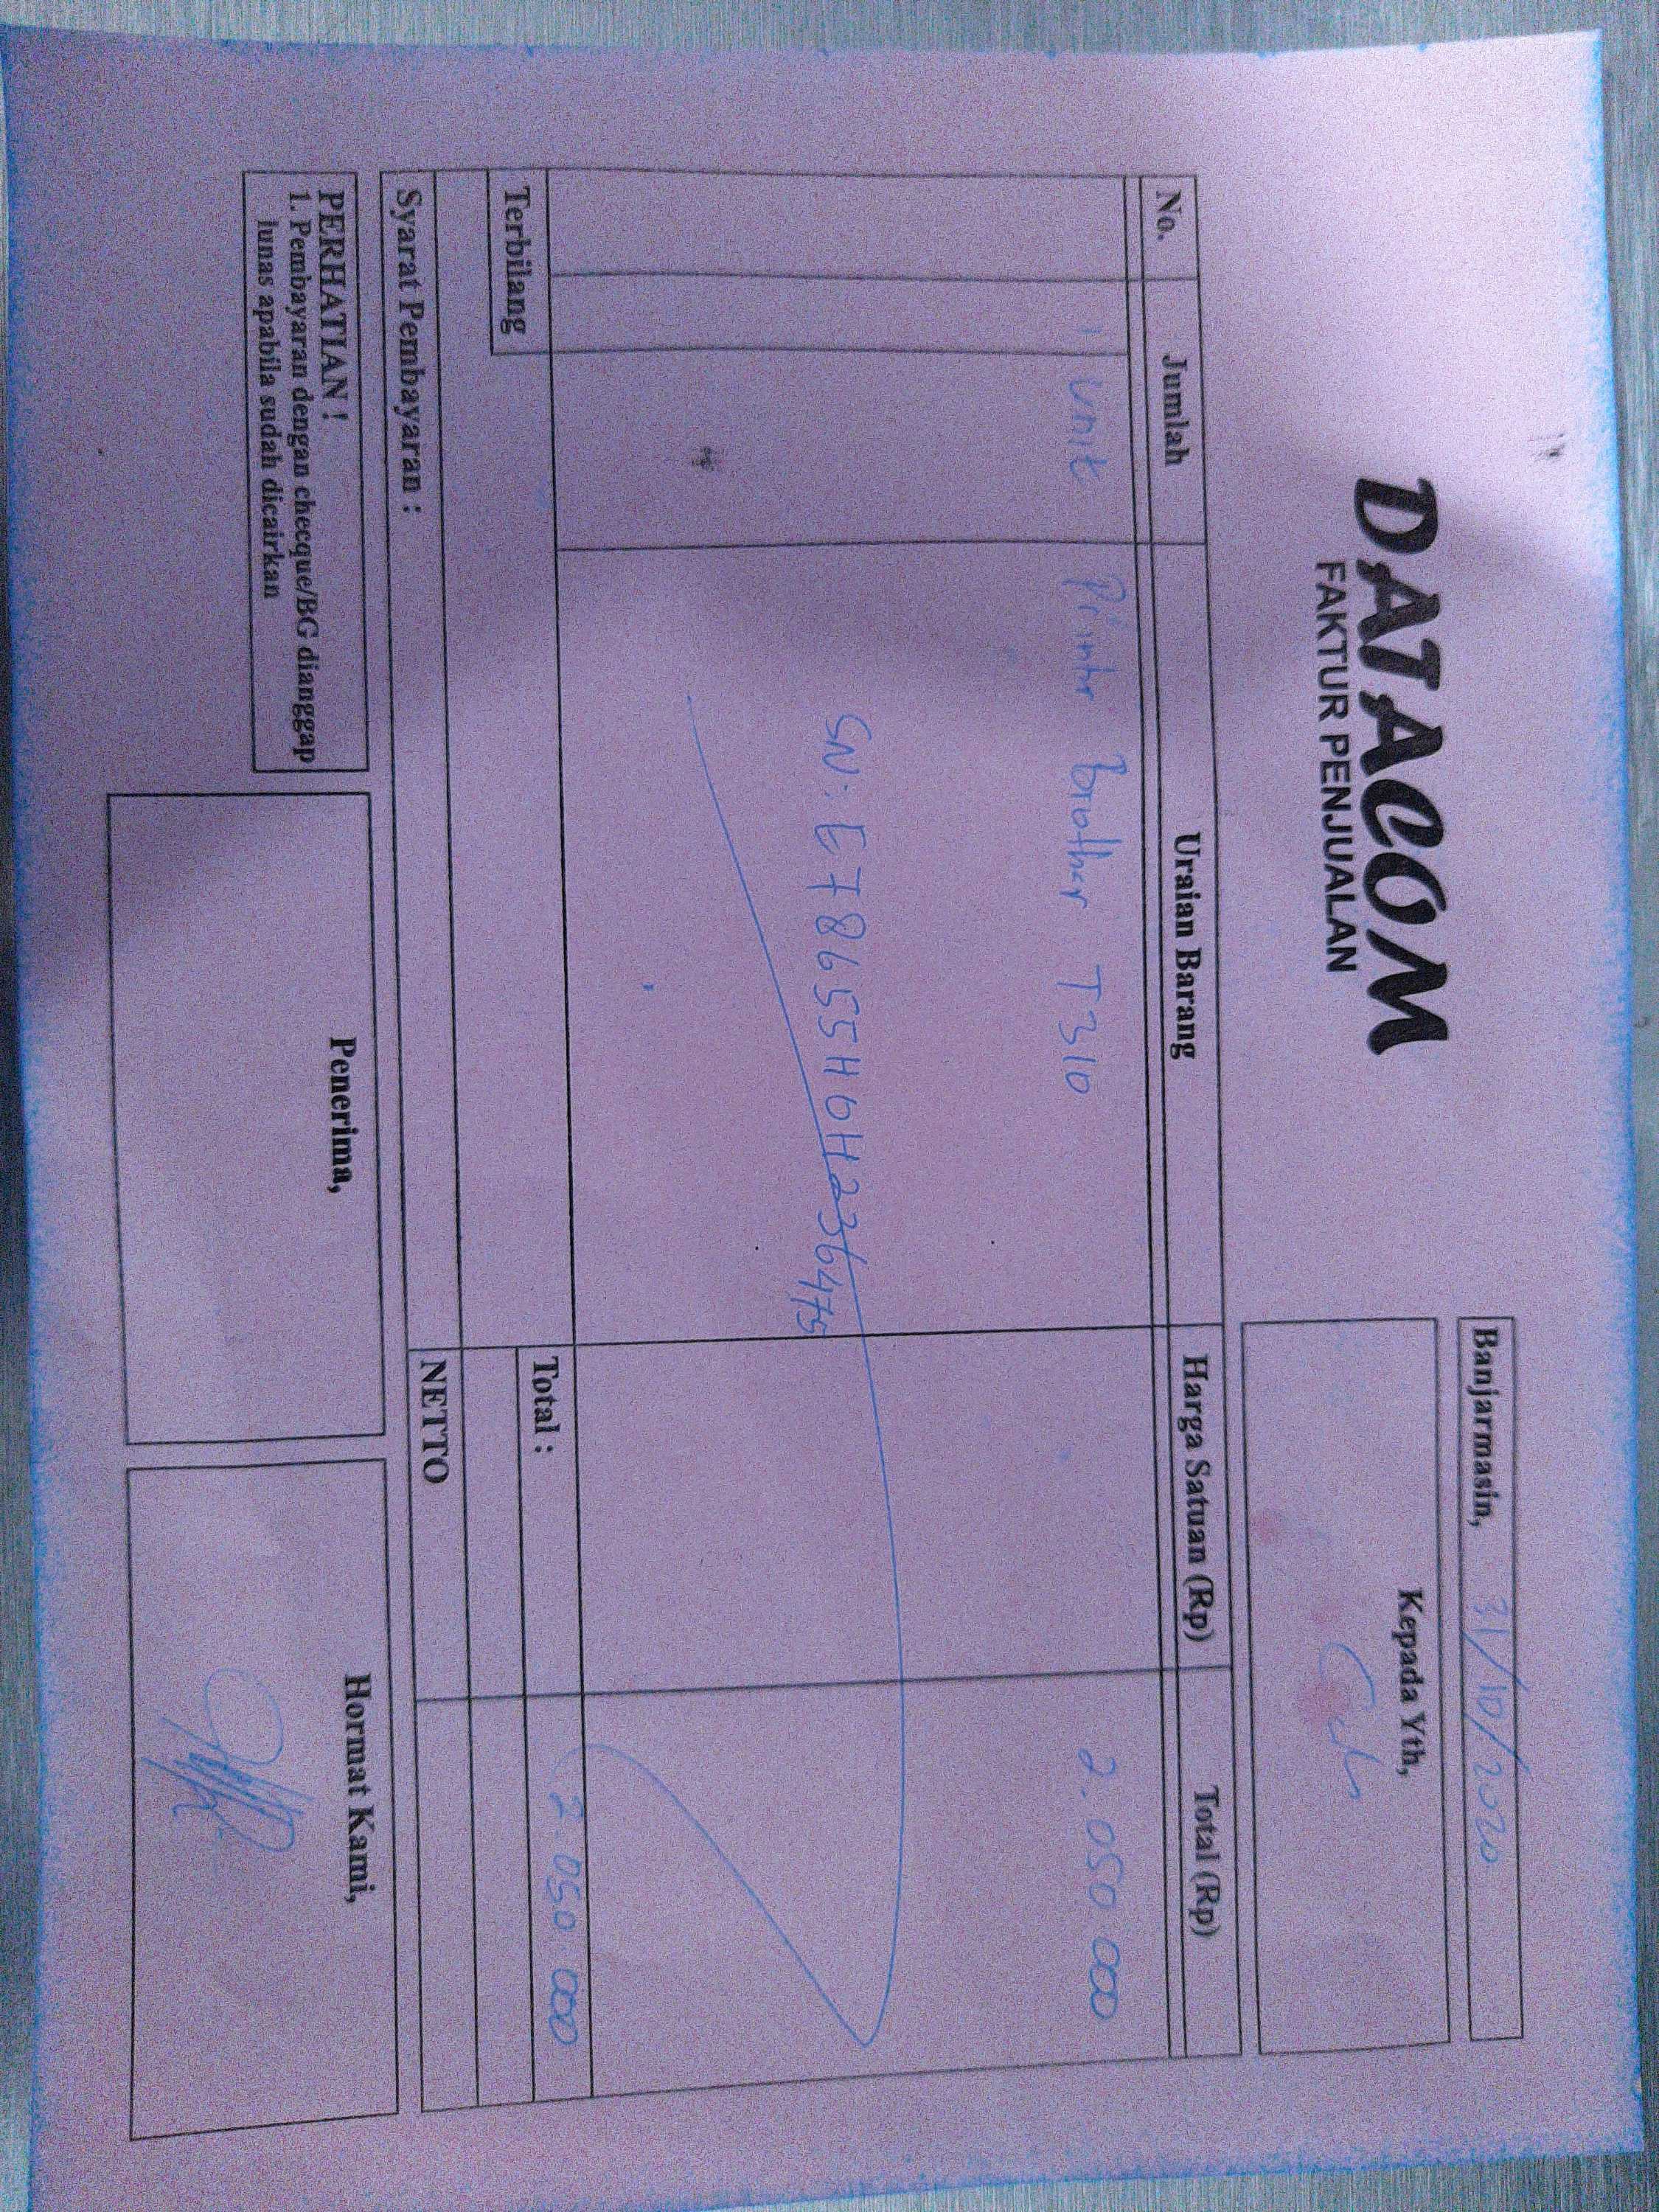 DATACOM
FAKTUR PENJUALAN
Banjarmasin, 31/10/2020
Kepada Yth,
Cash
No. Jumlah Uraian Barang Harga Satuan (Rp) Total (Rp)
1 unit Printer Brother T310 2.050.000
SN: E78655H0H236475
Terbilang Total : 2.050.000
Syarat Pembayaran : NETTO
PERHATIAN !
1. Pembayaran dengan checque/BG dianggap
lunas apabila sudah dicairkan
Penerima,
Hormat Kami,